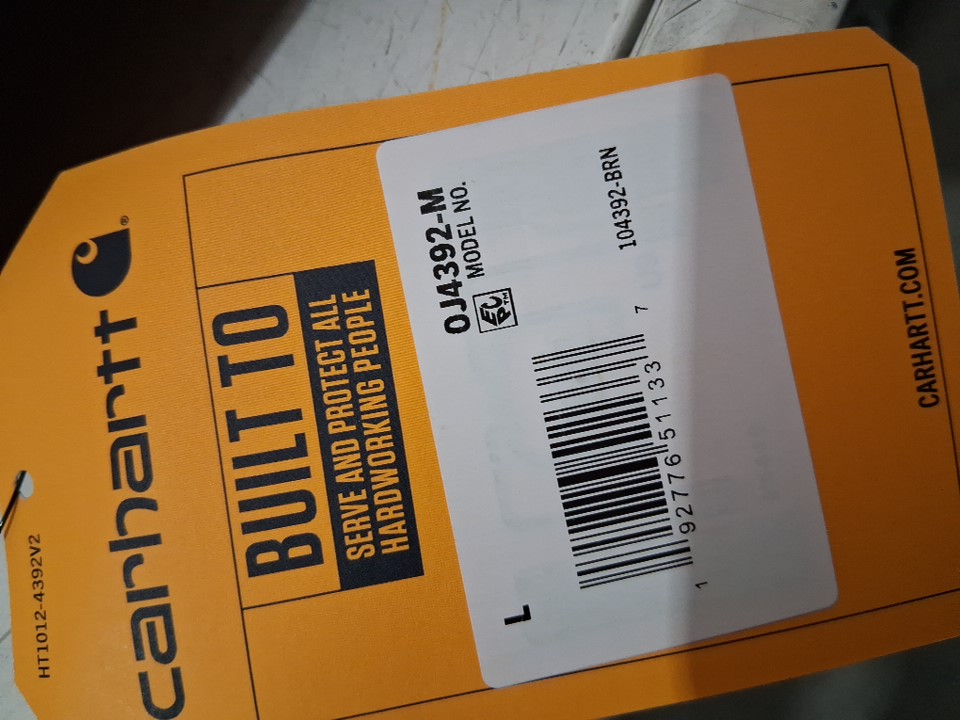 HT1012-4392V2
carhartt ®
BUILT TO
SERVE AND PROTECT ALL
HARDWORKING PEOPLE
L
OJ4392-M
MODEL NO.
1 92776 51133 7
104392-BRN
CARHARTT.COM